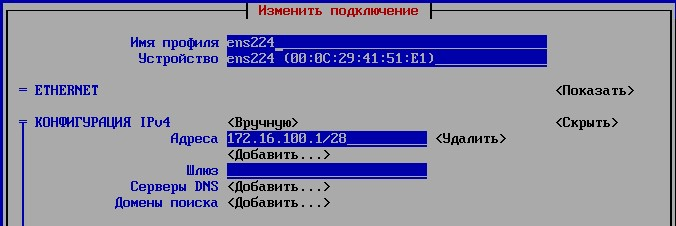 Изменить подключение
Имя профиля ens224
Устройство ens224 (00:0C:29:41:51:E1)
= ETHERNET <Показать>
КОНФИГУРАЦИЯ IPv4 <Вручную> <Скрыть>
Адреса 172.16.100.1/28 <Удалить>
<Добавить...>
Шлюз
Серверы DNS <Добавить...>
Домены поиска <Добавить...>